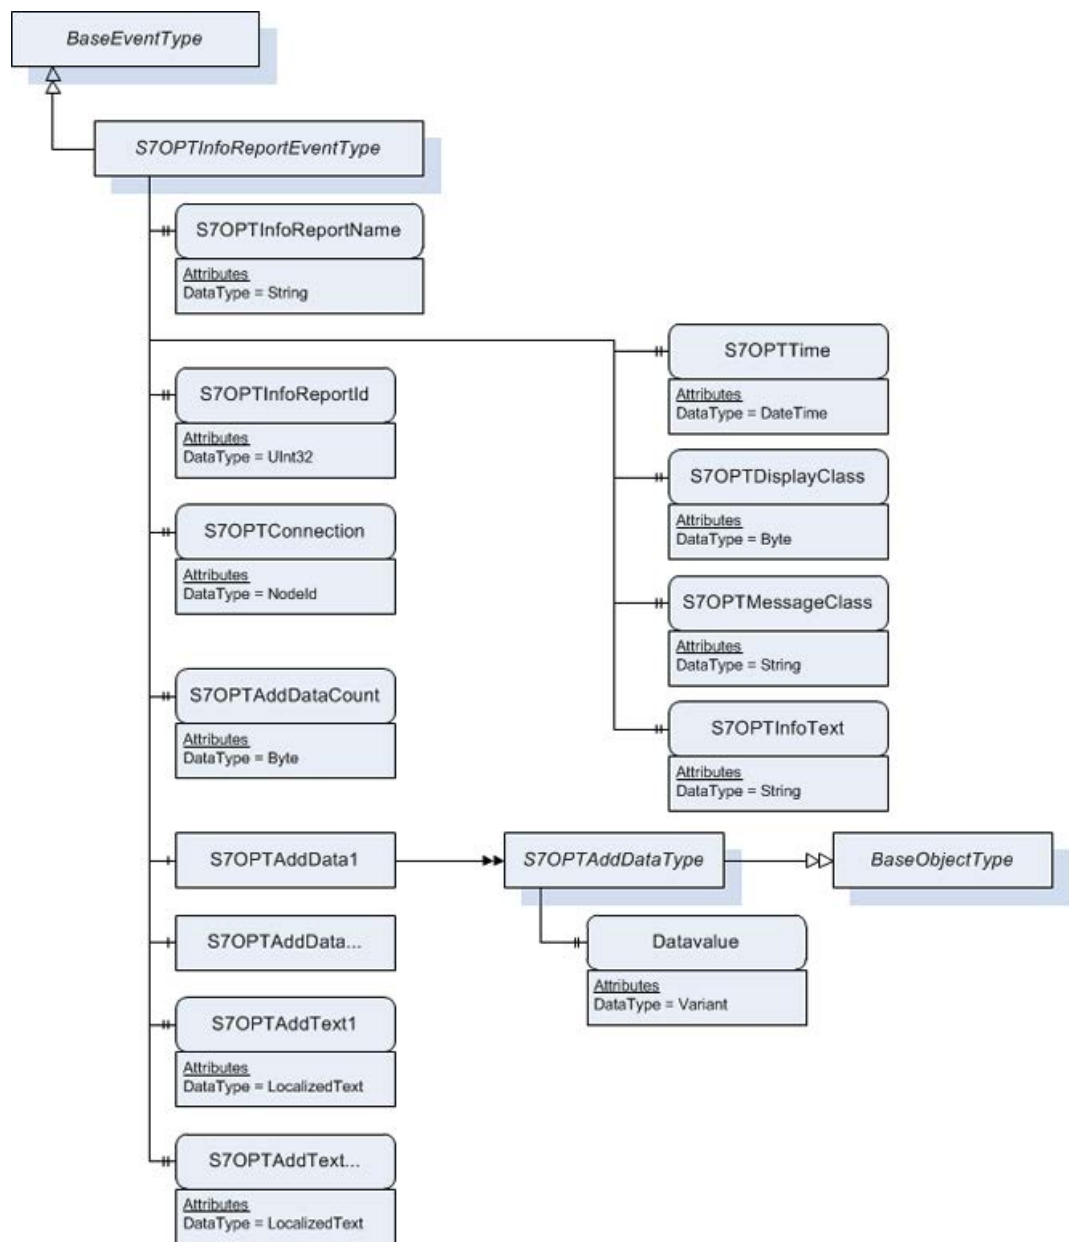 BaseEventType
S7OPTInfoReportEventType
S7OPTInfoReportName
Attributes
DataType = String
S7OPTInfoReportId
Attributes
DataType = UInt32
S7OPTConnection
Attributes
DataType = NodeId
S7OPTAddDataCount
Attributes
DataType = Byte
S7OPTTime
Attributes
DataType = DateTime
S7OPTDisplayClass
Attributes
DataType = Byte
S7OPTMessageClass
Attributes
DataType = String
S7OPTInfoText
Attributes
DataType = String
S7OPTAddData1
S7OPTAddDataType
BaseObjectType
Datavalue
Attributes
DataType = Variant
S7OPTAddData...
S7OPTAddText1
Attributes
DataType = LocalizedText
S7OPTAddText...
Attributes
DataType = LocalizedText